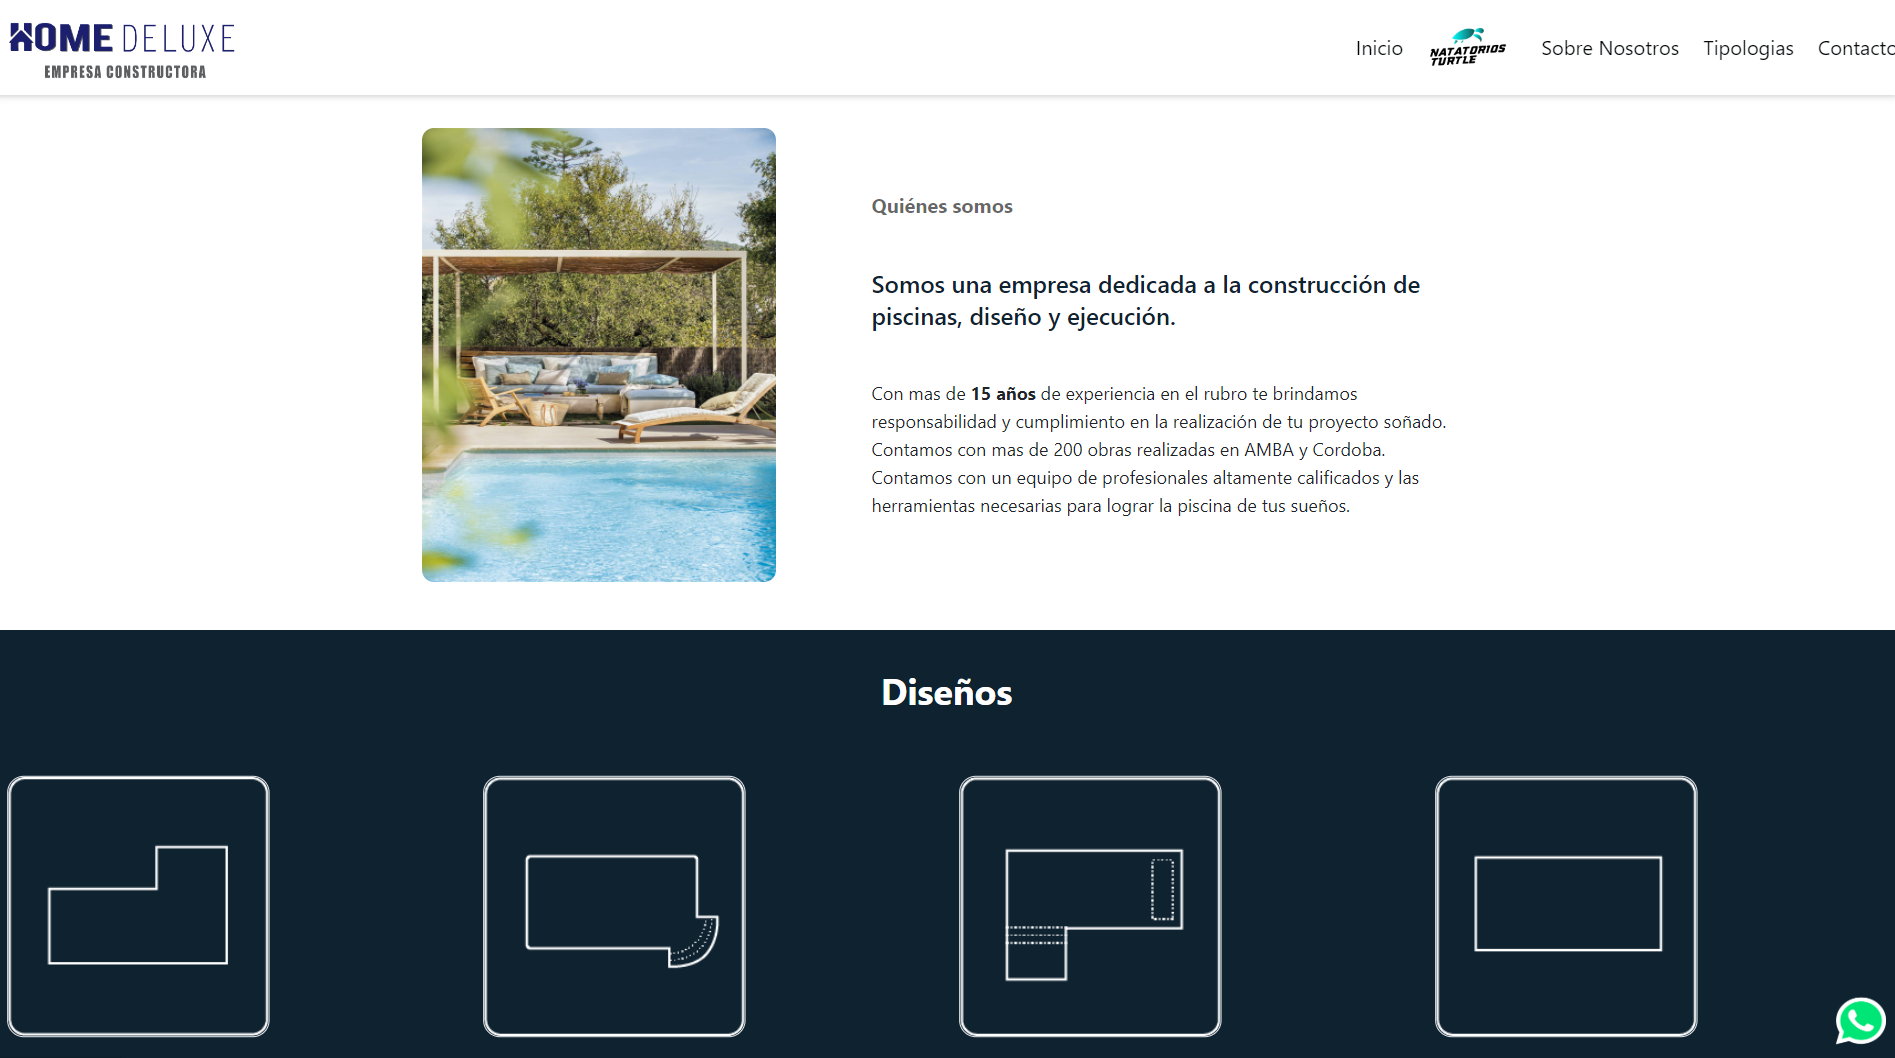 HOME DELUXE
EMPRESA CONSTRUCTORA
Inicio
NATATORIOS
TURTLE
Sobre Nosotros
Tipologias
Contacto
Quiénes somos
Somos una empresa dedicada a la construcción de
piscinas, diseño y ejecución.
Con mas de 15 años de experiencia en el rubro te brindamos
responsabilidad y cumplimiento en la realización de tu proyecto soñado.
Contamos con mas de 200 obras realizadas en AMBA y Cordoba.
Contamos con un equipo de profesionales altamente calificados y las
herramientas necesarias para lograr la piscina de tus sueños.
Diseños